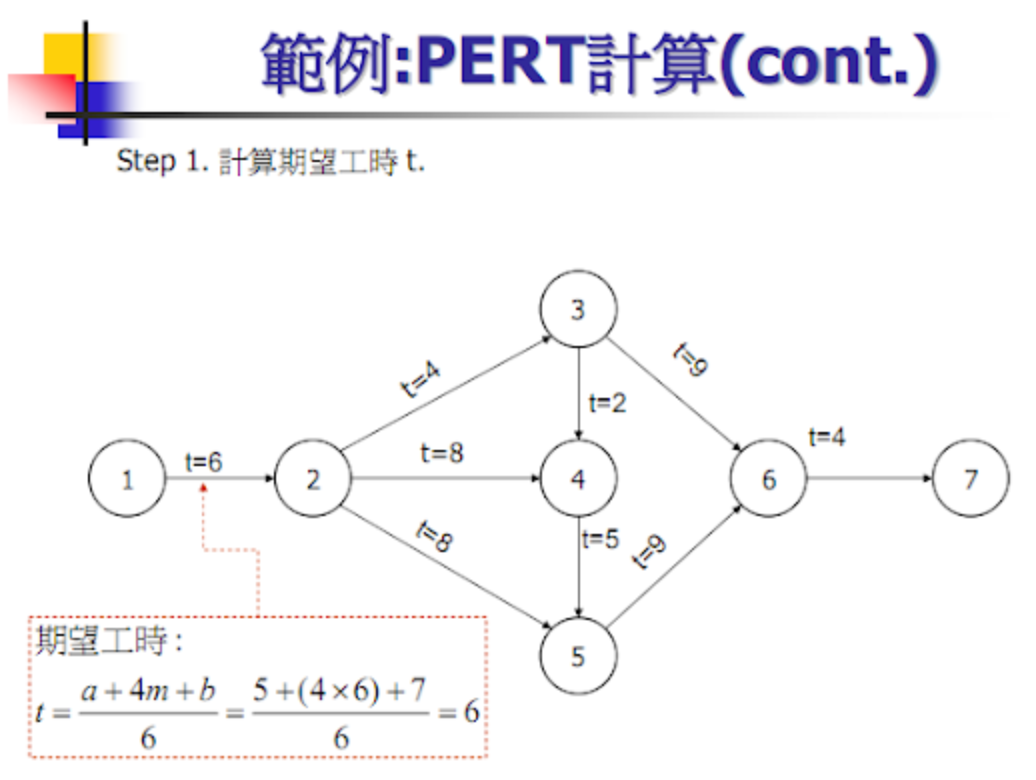 範例:PERT計算(cont.)
Step 1. 計算期望工時 t.
3
t=4
t=9
t=2
1
t=6
2
t=8
4
6
t=4
7
t=8
t=5
t=9
5
期望工時:
t = (a + 4m + b) / 6 = (5 + (4 × 6) + 7) / 6 = 6